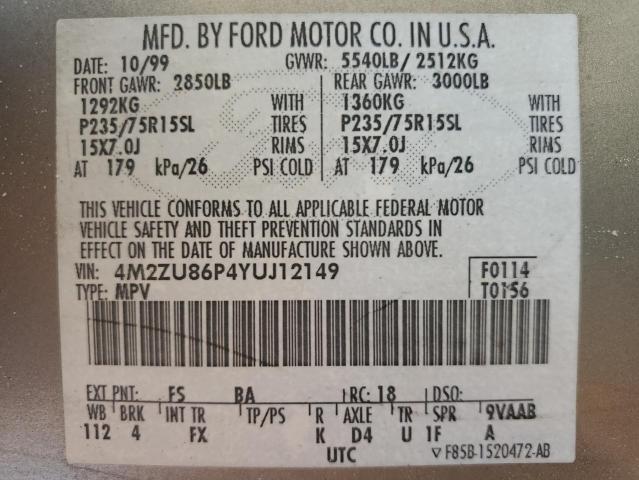 MFD. BY FORD MOTOR CO. IN U.S.A.
DATE: 10/99 GVWR: 5540LB/ 2512KG
FRONT GAWR: 2850LB REAR GAWR: 3000LB
1292KG WITH 1360KG WITH
P235/75R15SL TIRES P235/75R15SL TIRES
15X7.0J RIMS 15X7.0J RIMS
AT 179 kPa/26 PSI COLD AT 179 kPa/26 PSI COLD
THIS VEHICLE CONFORMS TO ALL APPLICABLE FEDERAL MOTOR
VEHICLE SAFETY AND THEFT PREVENTION STANDARDS IN
EFFECT ON THE DATE OF MANUFACTURE SHOWN ABOVE.
VIN: 4M2ZU86P4YUJ12149 F0114
TYPE: MPV T0156
EXT PNT: FS BA RC: 18 DSO:
WB BRK INT TR TP/PS R AXLE TR SPR 9VAAB
112 4 FX K D4 U 1F A
UTC ▽ F85B-1520472-AB